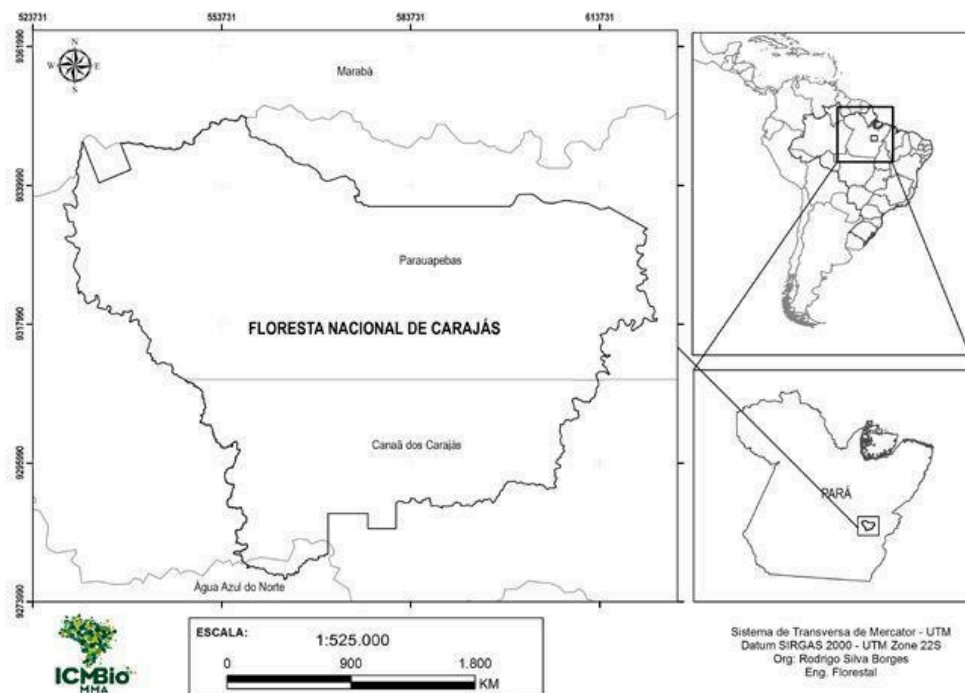 523731 553731 583731 613731
9361990
N
W E
S
Marabá
9339990
Parauapebas
9317990
FLORESTA NACIONAL DE CARAJÁS
Canaã dos Carajás
9295990
Água Azul do Norte
9273990
PARÁ
ICMBio
MMA
ESCALA:
1:525.000
0 900 1.800
KM
Sistema de Transversa de Mercator - UTM
Datum SIRGAS 2000 - UTM Zone 22S
Org: Rodrigo Silva Borges
Eng. Florestal